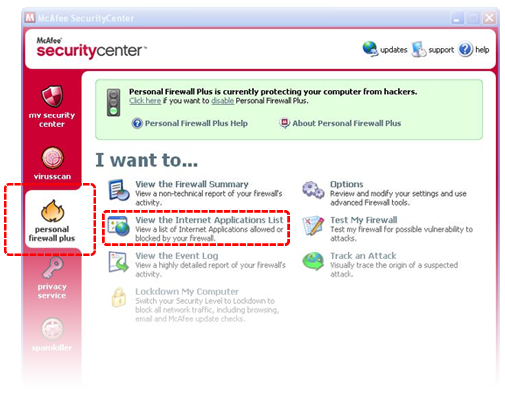 McAfee SecurityCenter
McAfee
securitycenter
updates
support
help
my security
center
virusscan
personal
firewall plus
privacy
service
spamkiller
Personal Firewall Plus is currently protecting your computer from hackers.
Click here if you want to disable Personal Firewall Plus.
Personal Firewall Plus Help
About Personal Firewall Plus
I want to...
View the Firewall Summary
View a non-technical report of your firewall's
activity.
View the Internet Applications List
View a list of Internet Applications allowed or
blocked by your firewall.
View the Event Log
View a highly detailed report of your firewall's
activity.
Lockdown My Computer
Switch your Security Level to Lockdown to
block all network traffic, including browsing,
email and McAfee update checks.
Options
Review and modify your settings and use
advanced Firewall tools.
Test My Firewall
Test my firewall for possible vulnerability to
attacks.
Track an Attack
Visually trace the origin of a suspected
attack.